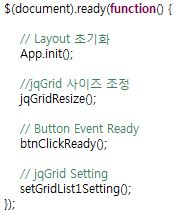 $(document).ready(function() {
// Layout 초기화
App.init();
//jqGrid 사이즈 조정
jqGridResize();
// Button Event Ready
btnClickReady();
// jqGrid Setting
setGridList1Setting();
});